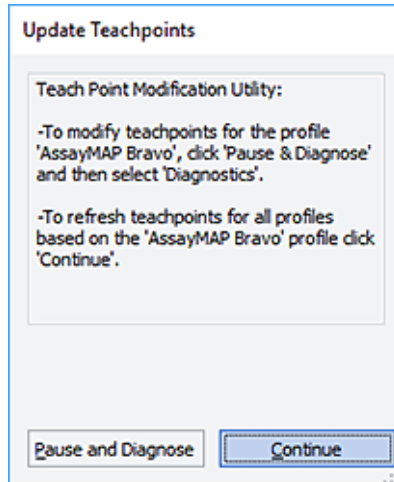 Update Teachpoints
Teach Point Modification Utility:
-To modify teachpoints for the profile
'AssayMAP Bravo', click 'Pause & Diagnose'
and then select 'Diagnostics'.
-To refresh teachpoints for all profiles
based on the 'AssayMAP Bravo' profile click
'Continue'.
Pause and Diagnose
Continue